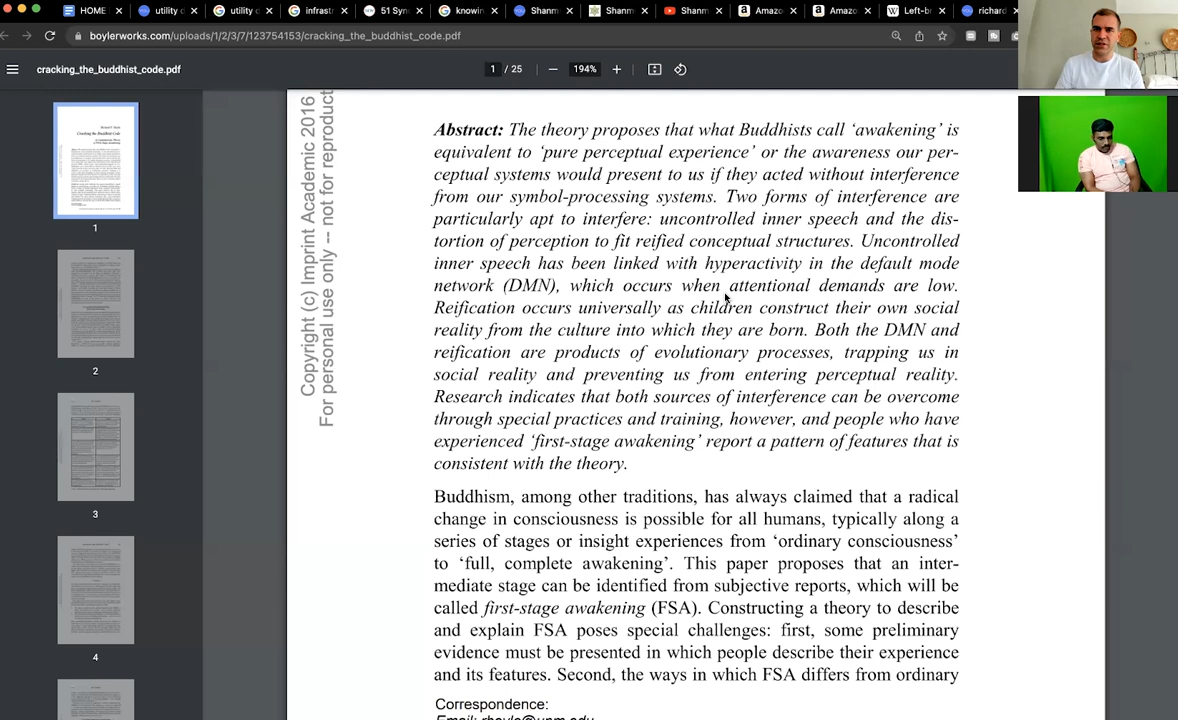 HOME
utility c
utility d
infrast
51 Syn
knowin
Shanm
Shanm
Shanm
Amazo
Amazo
Left-b
richard
boylerworks.com/uploads/1/2/3/7/123754153/cracking_the_buddhist_code.pdf
cracking_the_buddhist_code.pdf
1 / 25
194%
1
2
3
4
Copyright (c) Imprint Academic 2016
For personal use only -- not for reproduct
Abstract: The theory proposes that what Buddhists call ‘awakening’ is
equivalent to ‘pure perceptual experience’ or the awareness our per-
ceptual systems would present to us if they acted without interference
from our symbol-processing systems. Two forms of interference are
particularly apt to interfere: uncontrolled inner speech and the dis-
tortion of perception to fit reified conceptual structures. Uncontrolled
inner speech has been linked with hyperactivity in the default mode
network (DMN), which occurs when attentional demands are low.
Reification occurs universally as children construct their own social
reality from the culture into which they are born. Both the DMN and
reification are products of evolutionary processes, trapping us in
social reality and preventing us from entering perceptual reality.
Research indicates that both sources of interference can be overcome
through special practices and training, however, and people who have
experienced ‘first-stage awakening’ report a pattern of features that is
consistent with the theory.
Buddhism, among other traditions, has always claimed that a radical
change in consciousness is possible for all humans, typically along a
series of stages or insight experiences from ‘ordinary consciousness’
to ‘full, complete awakening’. This paper proposes that an inter-
mediate stage can be identified from subjective reports, which will be
called first-stage awakening (FSA). Constructing a theory to describe
and explain FSA poses special challenges: first, some preliminary
evidence must be presented in which people describe their experience
and its features. Second, the ways in which FSA differs from ordinary
Correspondence: